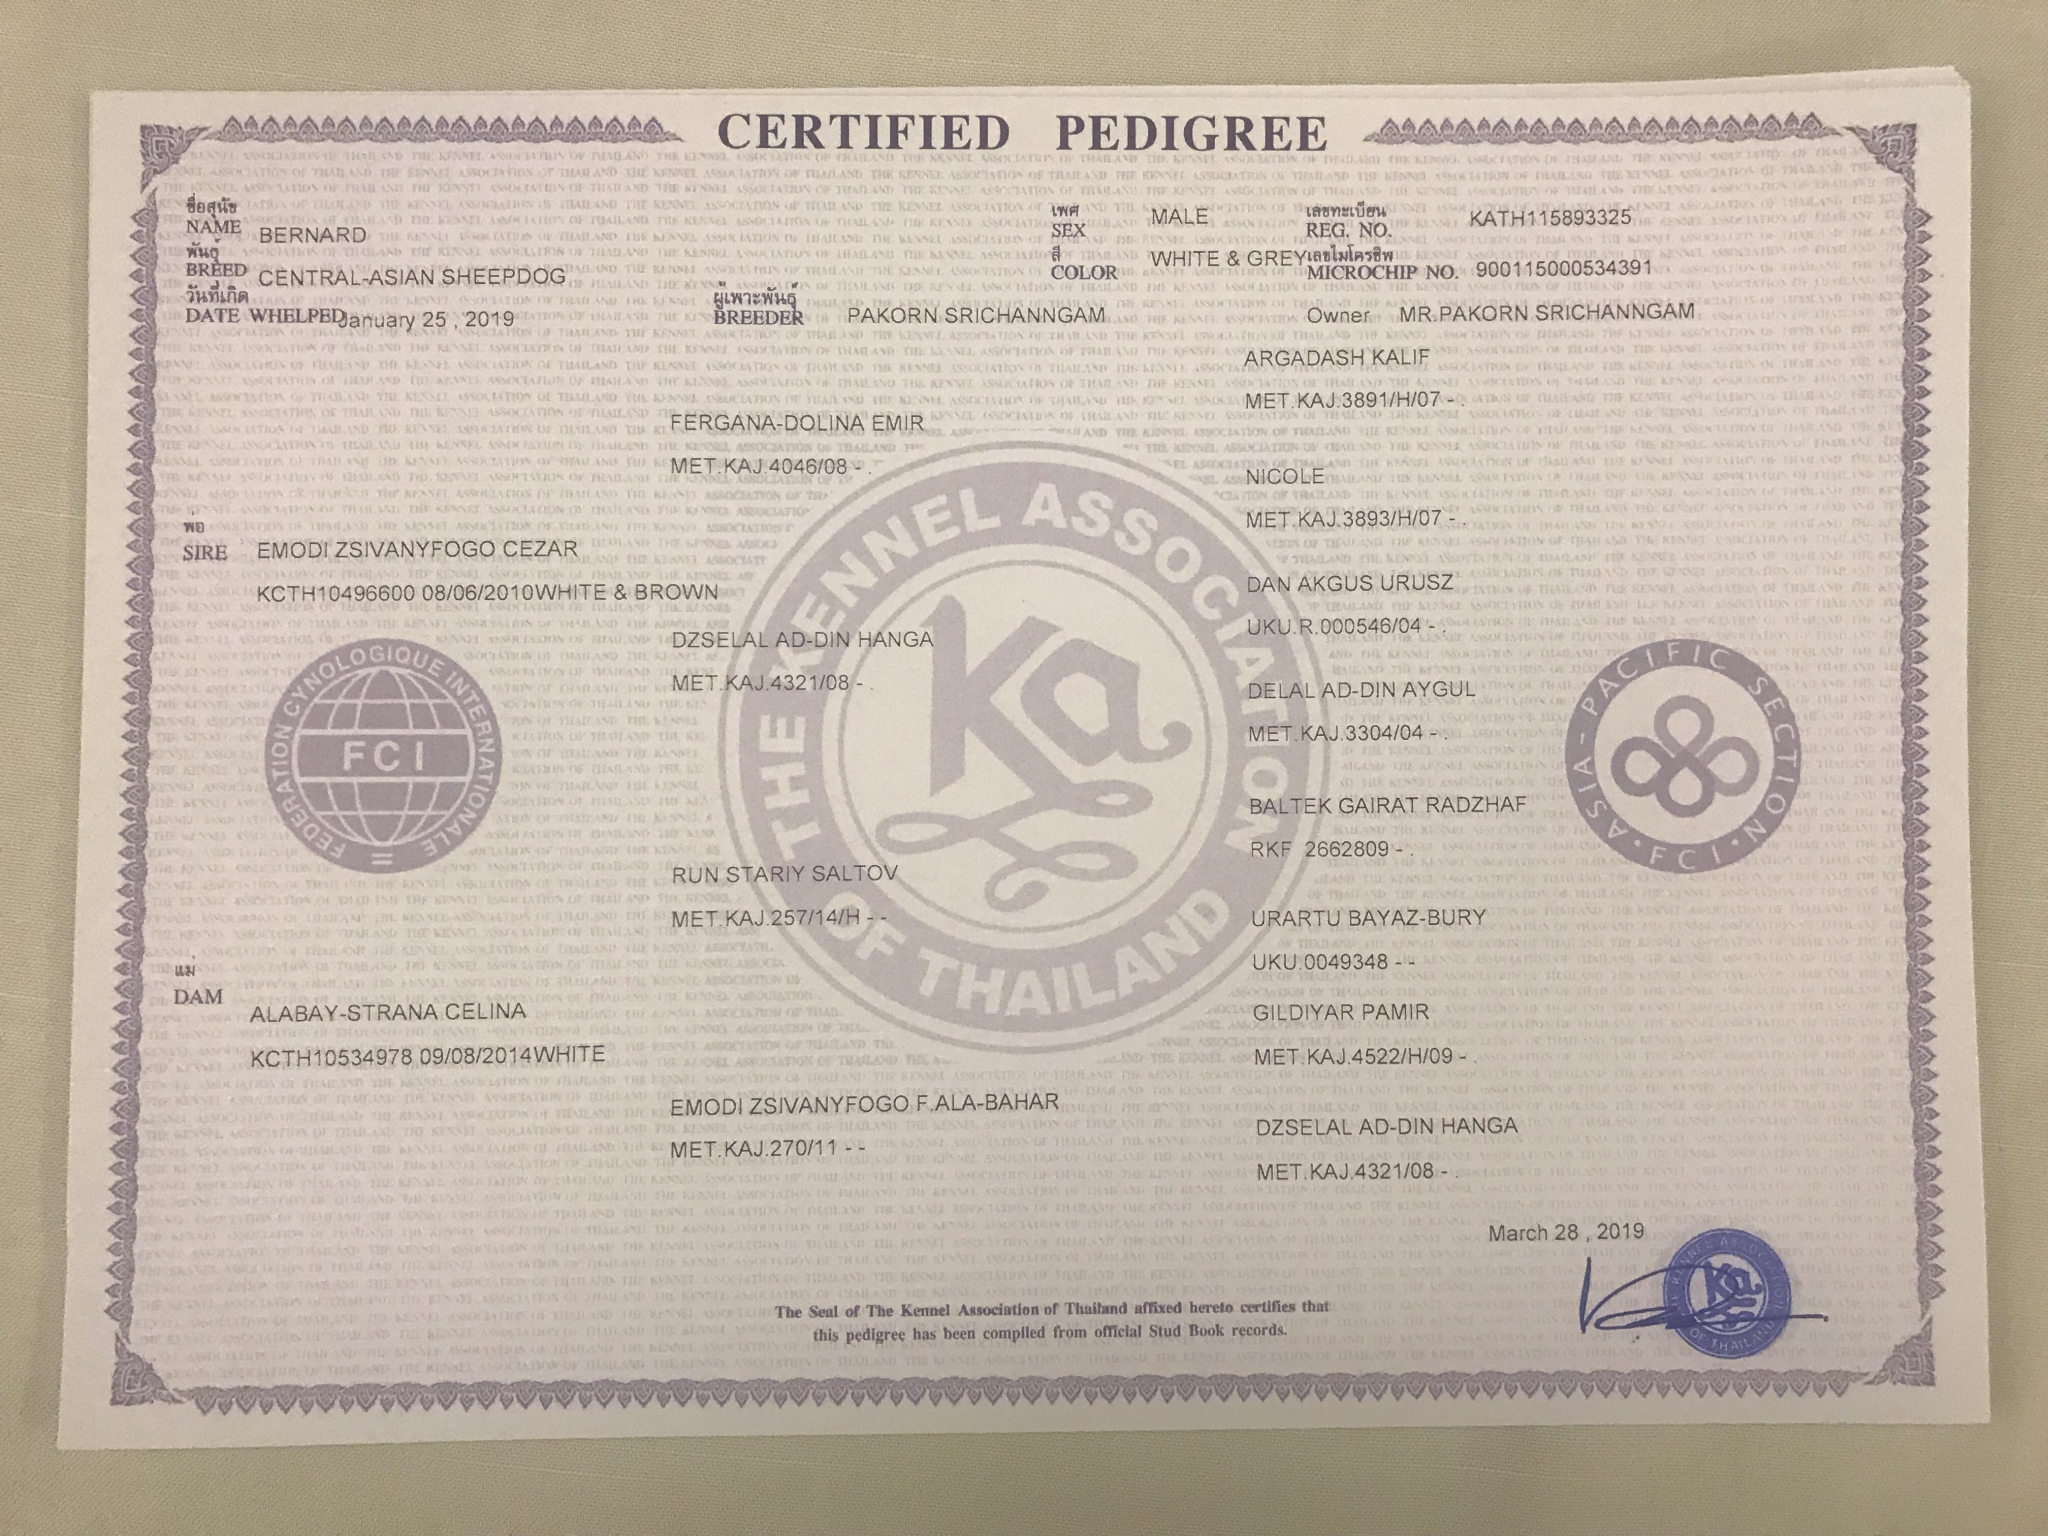 CERTIFIED PEDIGREE
ชื่อสุนัข
NAME BERNARD
พันธุ์
BREED CENTRAL-ASIAN SHEEPDOG
วันที่เกิด
DATE WHELPED January 25 , 2019
ผู้เพาะพันธุ์
BREEDER PAKORN SRICHANNGAM
เพศ
SEX MALE
สี
COLOR WHITE & GREY
เลขทะเบียน
REG. NO. KATH115893325
เลขไมโครชิพ
MICROCHIP NO. 900115000534391
Owner MR.PAKORN SRICHANNGAM
พ่อ
SIRE EMODI ZSIVANYFOGO CEZAR
KCTH10496600 08/06/2010WHITE & BROWN
แม่
DAM
ALABAY-STRANA CELINA
KCTH10534978 09/08/2014WHITE
FERGANA-DOLINA EMIR
MET.KAJ.4046/08 - .
DZSELAL AD-DIN HANGA
MET.KAJ.4321/08 - .
RUN STARIY SALTOV
MET.KAJ.257/14/H - -
EMODI ZSIVANYFOGO F.ALA-BAHAR
MET.KAJ.270/11 - -
ARGADASH KALIF
MET.KAJ.3891/H/07 - .
NICOLE
MET.KAJ.3893/H/07 - .
DAN AKGUS URUSZ
UKU.R.000546/04 - .
DELAL AD-DIN AYGUL
MET.KAJ.3304/04 - .
BALTEK GAIRAT RADZHAF
RKF 2662809 - .
URARTU BAYAZ-BURY
UKU.0049348 - -
GILDIYAR PAMIR
MET.KAJ.4522/H/09 - .
DZSELAL AD-DIN HANGA
MET.KAJ.4321/08 - .
FEDERATION CYNOLOGIQUE INTERNATIONALE
FCI
THE KENNEL ASSOCIATION OF THAILAND
Ka
ASIA-PACIFIC SECTION • FCI •
March 28 , 2019
The Seal of The Kennel Association of Thailand affixed hereto certifies that
this pedigree has been compiled from official Stud Book records.